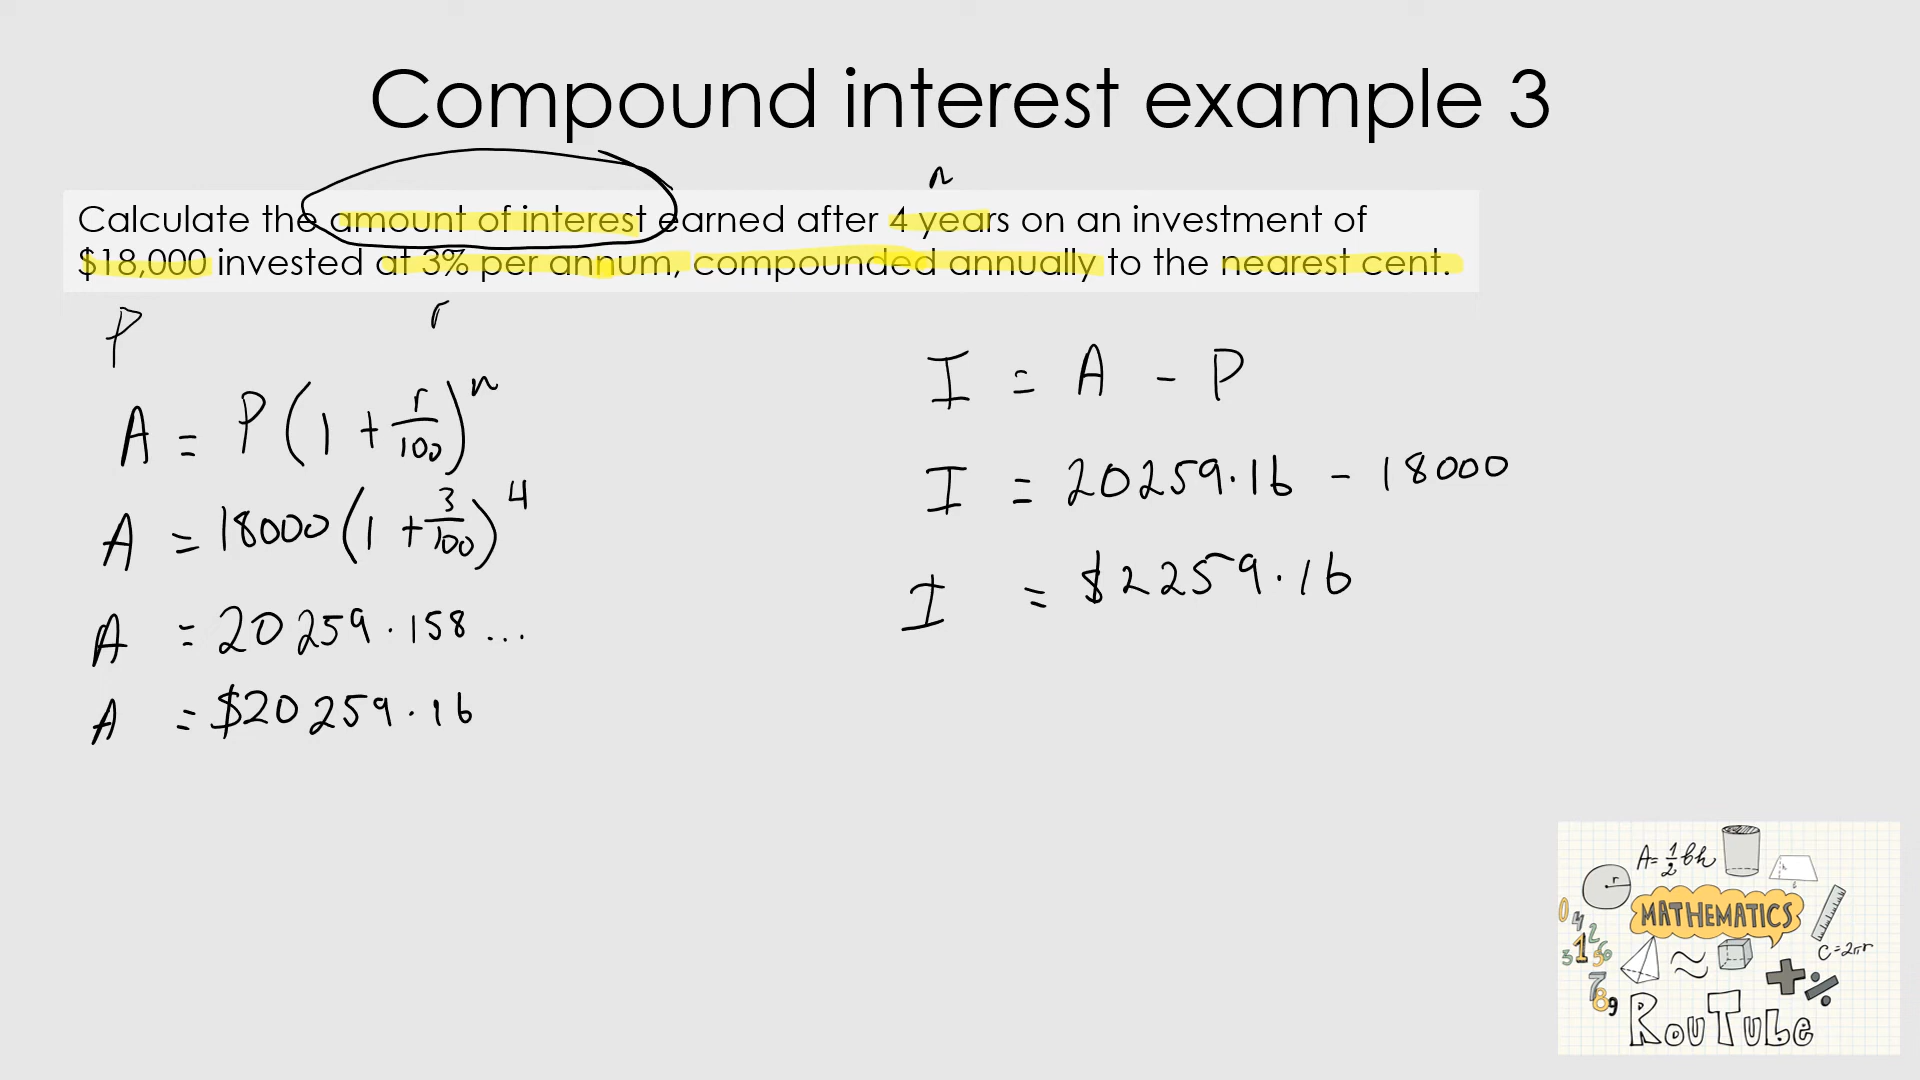 Compound interest example 3
n
Calculate the amount of interest earned after 4 years on an investment of
$18,000 invested at 3% per annum, compounded annually to the nearest cent.
P r
A = P(1 + r/100)^n
A = 18000(1 + 3/100)^4
A = 20259.158...
A = $20259.16
I = A - P
I = 20259.16 - 18000
I = $2259.16
A=1/2bh
r
MATHEMATICS
C=2πr
RouTube